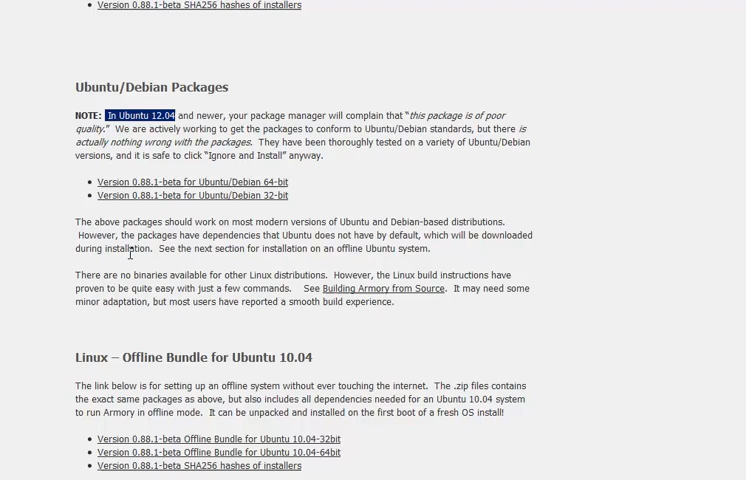 Version 0.88.1-beta SHA256 hashes of installers
Ubuntu/Debian Packages
NOTE: In Ubuntu 12.04 and newer, your package manager will complain that “this package is of poor
quality.” We are actively working to get the packages to conform to Ubuntu/Debian standards, but there is
actually nothing wrong with the packages. They have been thoroughly tested on a variety of Ubuntu/Debian
versions, and it is safe to click “Ignore and Install” anyway.
Version 0.88.1-beta for Ubuntu/Debian 64-bit
Version 0.88.1-beta for Ubuntu/Debian 32-bit
The above packages should work on most modern versions of Ubuntu and Debian-based distributions.
However, the packages have dependencies that Ubuntu does not have by default, which will be downloaded
during installation. See the next section for installation on an offline Ubuntu system.
There are no binaries available for other Linux distributions. However, the Linux build instructions have
proven to be quite easy with just a few commands. See Building Armory from Source. It may need some
minor adaptation, but most users have reported a smooth build experience.
Linux – Offline Bundle for Ubuntu 10.04
The link below is for setting up an offline system without ever touching the internet. The .zip files contains
the exact same packages as above, but also includes all dependencies needed for an Ubuntu 10.04 system
to run Armory in offline mode. It can be unpacked and installed on the first boot of a fresh OS install!
Version 0.88.1-beta Offline Bundle for Ubuntu 10.04-32bit
Version 0.88.1-beta Offline Bundle for Ubuntu 10.04-64bit
Version 0.88.1-beta SHA256 hashes of installers